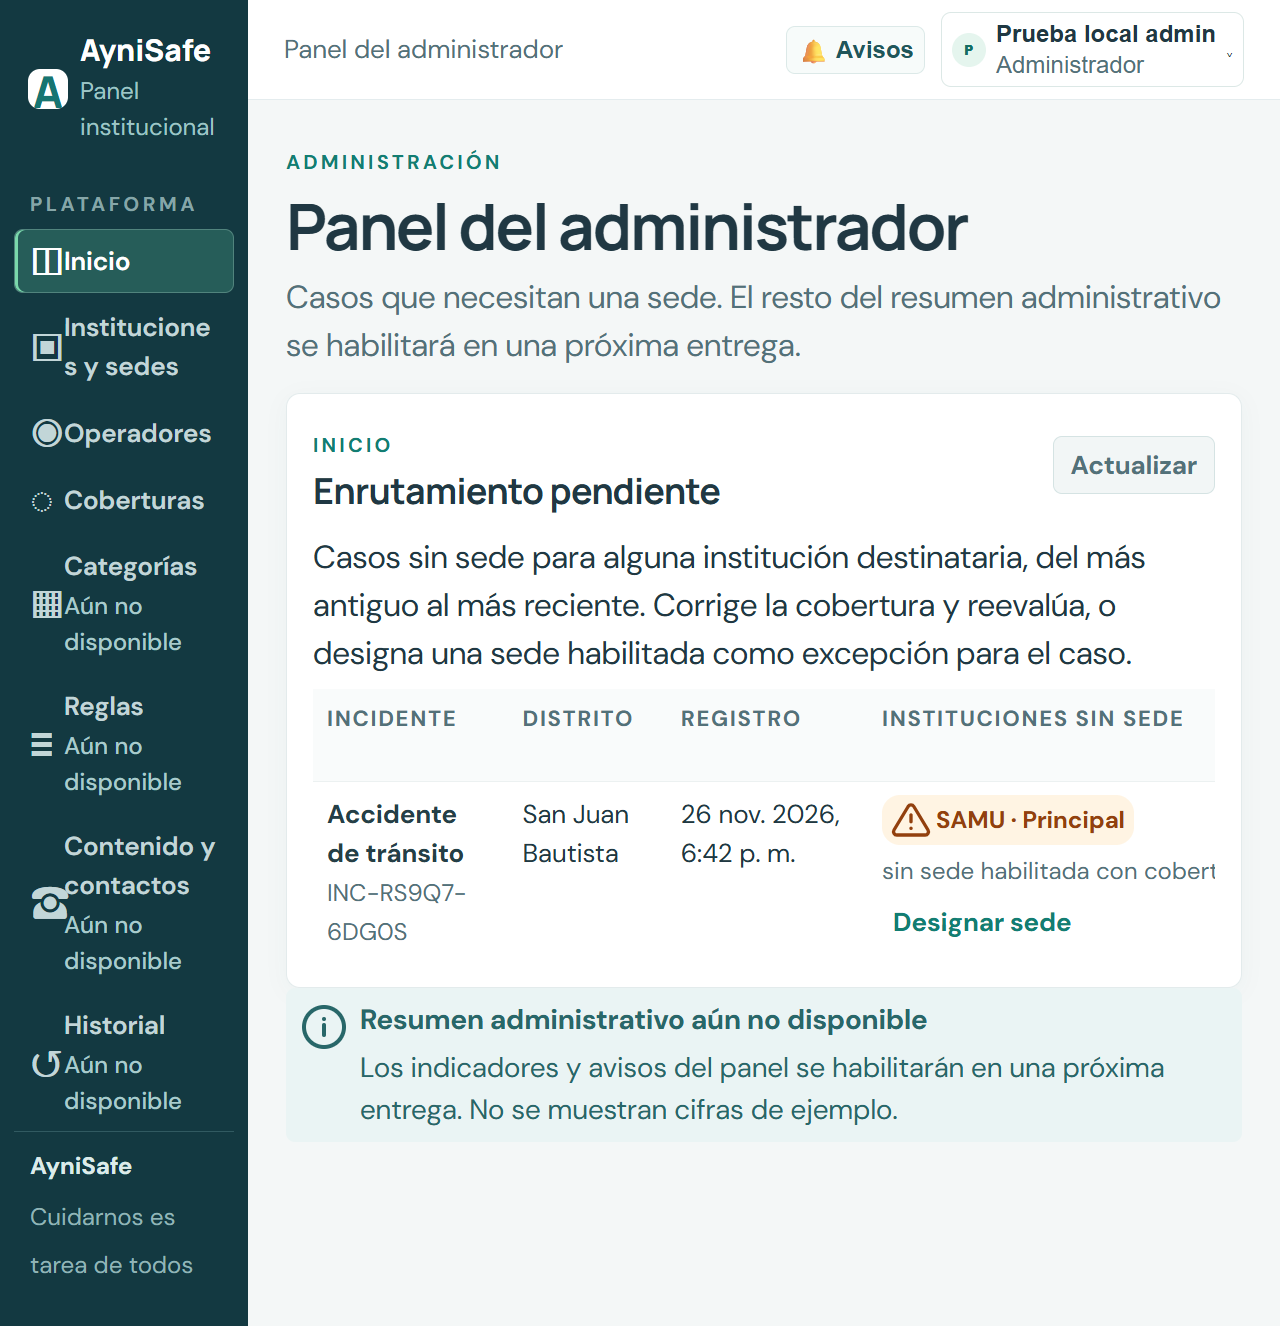 AyniSafe
A
Panel
institucional
PLATAFORMA
Inicio
Institucione
s y sedes
Operadores
Coberturas
Categorías
Aún no
disponible
Reglas
Aún no
disponible
Contenido y
contactos
Aún no
disponible
Historial
Aún no
disponible
AyniSafe
Cuidarnos es
tarea de todos
Panel del administrador
Avisos
P
Prueba local admin
Administrador
ADMINISTRACIÓN
Panel del administrador
Casos que necesitan una sede. El resto del resumen administrativo
se habilitará en una próxima entrega.
INICIO
Enrutamiento pendiente
Actualizar
Casos sin sede para alguna institución destinataria, del más
antiguo al más reciente. Corrige la cobertura y reevalúa, o
designa una sede habilitada como excepción para el caso.
INCIDENTE DISTRITO REGISTRO INSTITUCIONES SIN SEDE
Accidente
de tránsito
INC-RS9Q7-
6DG0S
San Juan
Bautista
26 nov. 2026,
6:42 p. m.
SAMU · Principal
sin sede habilitada con cobert
Designar sede
Resumen administrativo aún no disponible
Los indicadores y avisos del panel se habilitarán en una próxima
entrega. No se muestran cifras de ejemplo.